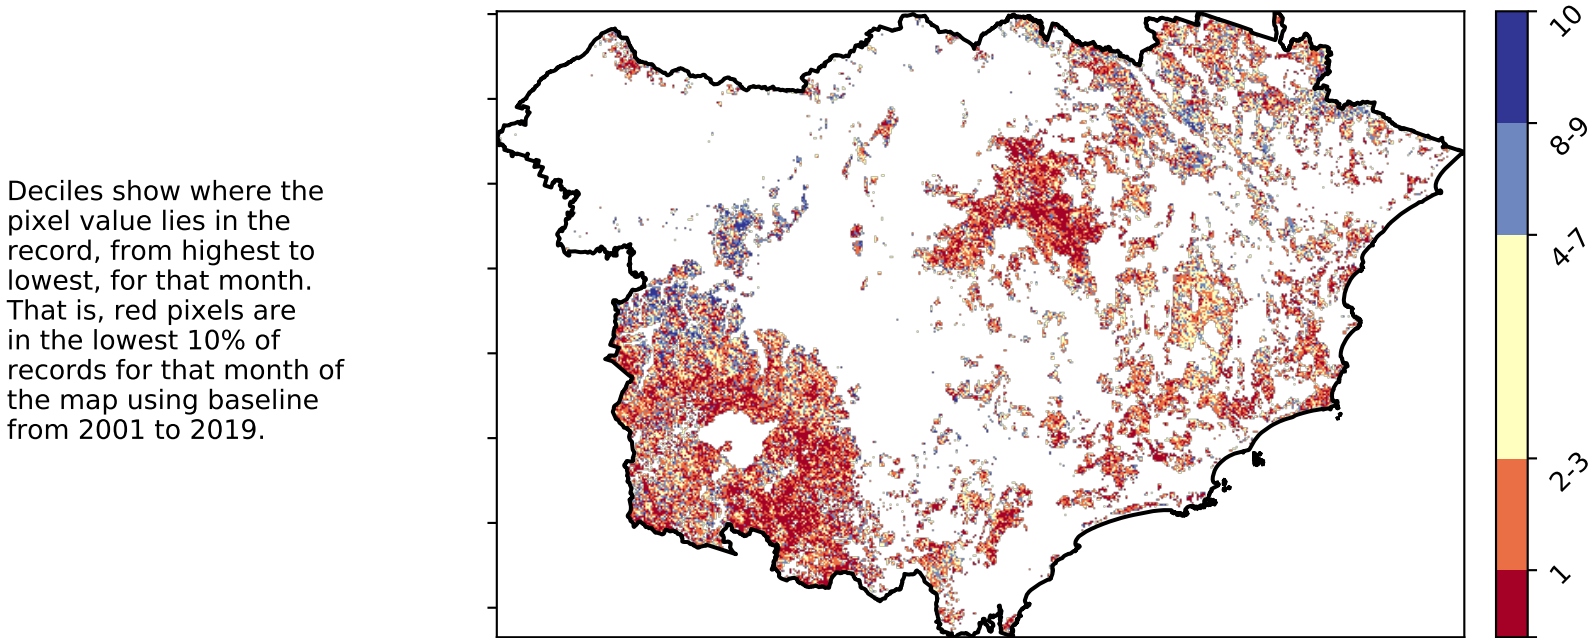 Deciles show where the
pixel value lies in the
record, from highest to
lowest, for that month.
That is, red pixels are
in the lowest 10% of
records for that month of
the map using baseline
from 2001 to 2019.
10
8-9
4-7
2-3
1